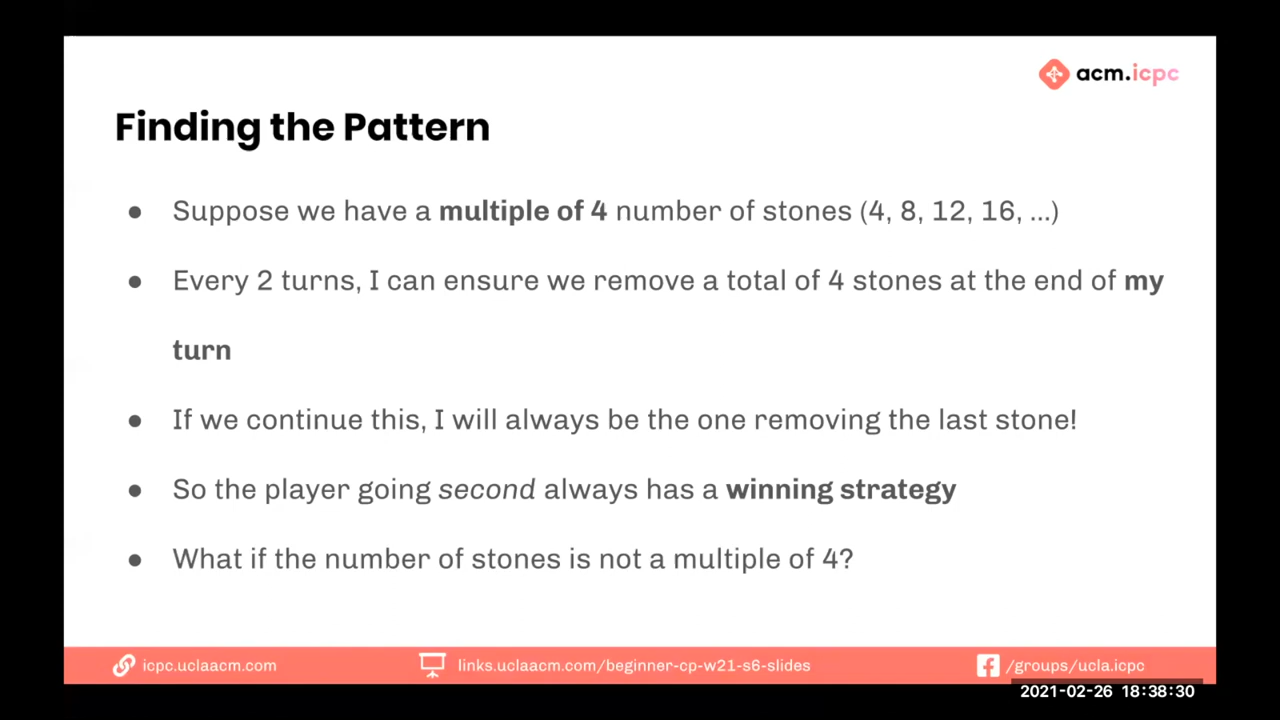 acm.icpc
Finding the Pattern
● Suppose we have a multiple of 4 number of stones (4, 8, 12, 16, ...)
● Every 2 turns, I can ensure we remove a total of 4 stones at the end of my
turn
● If we continue this, I will always be the one removing the last stone!
● So the player going second always has a winning strategy
● What if the number of stones is not a multiple of 4?
icpc.uclaacm.com links.uclaacm.com/beginner-cp-w21-s6-slides /groups/ucla.icpc
2021-02-26 18:38:30